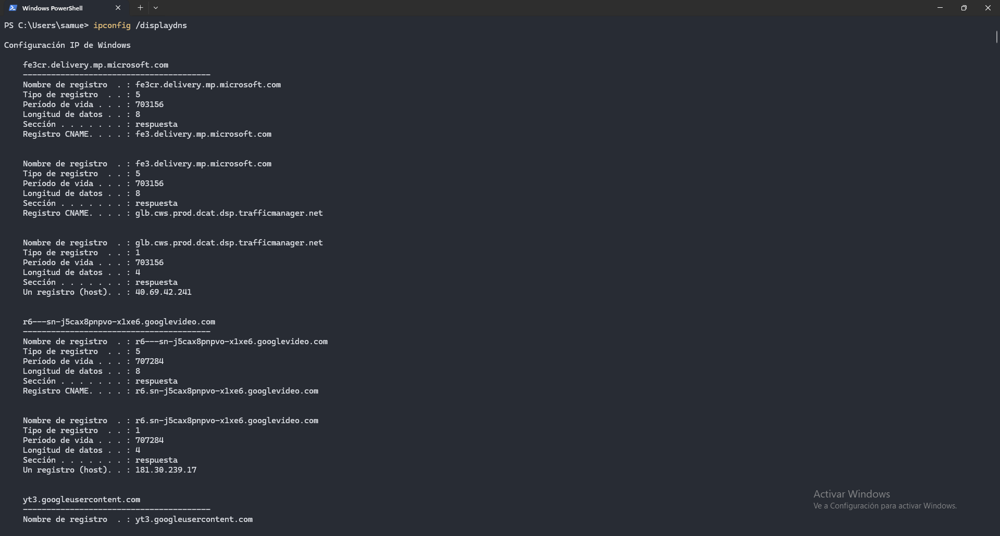 Windows PowerShell
PS C:\Users\samue> ipconfig /displaydns
Configuración IP de Windows
fe3cr.delivery.mp.microsoft.com
----------------------------------------
Nombre de registro  . : fe3cr.delivery.mp.microsoft.com
Tipo de registro  . . : 5
Período de vida . . . : 703156
Longitud de datos . . : 8
Sección . . . . . . . : respuesta
Registro CNAME. . . . : fe3.delivery.mp.microsoft.com
Nombre de registro  . : fe3.delivery.mp.microsoft.com
Tipo de registro  . . : 5
Período de vida . . . : 703156
Longitud de datos . . : 8
Sección . . . . . . . : respuesta
Registro CNAME. . . . : glb.cws.prod.dcat.dsp.trafficmanager.net
Nombre de registro  . : glb.cws.prod.dcat.dsp.trafficmanager.net
Tipo de registro  . . : 1
Período de vida . . . : 703156
Longitud de datos . . : 4
Sección . . . . . . . : respuesta
Un registro (host). . : 40.69.42.241
r6---sn-j5cax8pnpvo-x1xe6.googlevideo.com
----------------------------------------
Nombre de registro  . : r6---sn-j5cax8pnpvo-x1xe6.googlevideo.com
Tipo de registro  . . : 5
Período de vida . . . : 707284
Longitud de datos . . : 8
Sección . . . . . . . : respuesta
Registro CNAME. . . . : r6.sn-j5cax8pnpvo-x1xe6.googlevideo.com
Nombre de registro  . : r6.sn-j5cax8pnpvo-x1xe6.googlevideo.com
Tipo de registro  . . : 1
Período de vida . . . : 707284
Longitud de datos . . : 4
Sección . . . . . . . : respuesta
Un registro (host). . : 181.30.239.17
yt3.googleusercontent.com
----------------------------------------
Nombre de registro  . : yt3.googleusercontent.com
Activar Windows
Ve a Configuración para activar Windows.